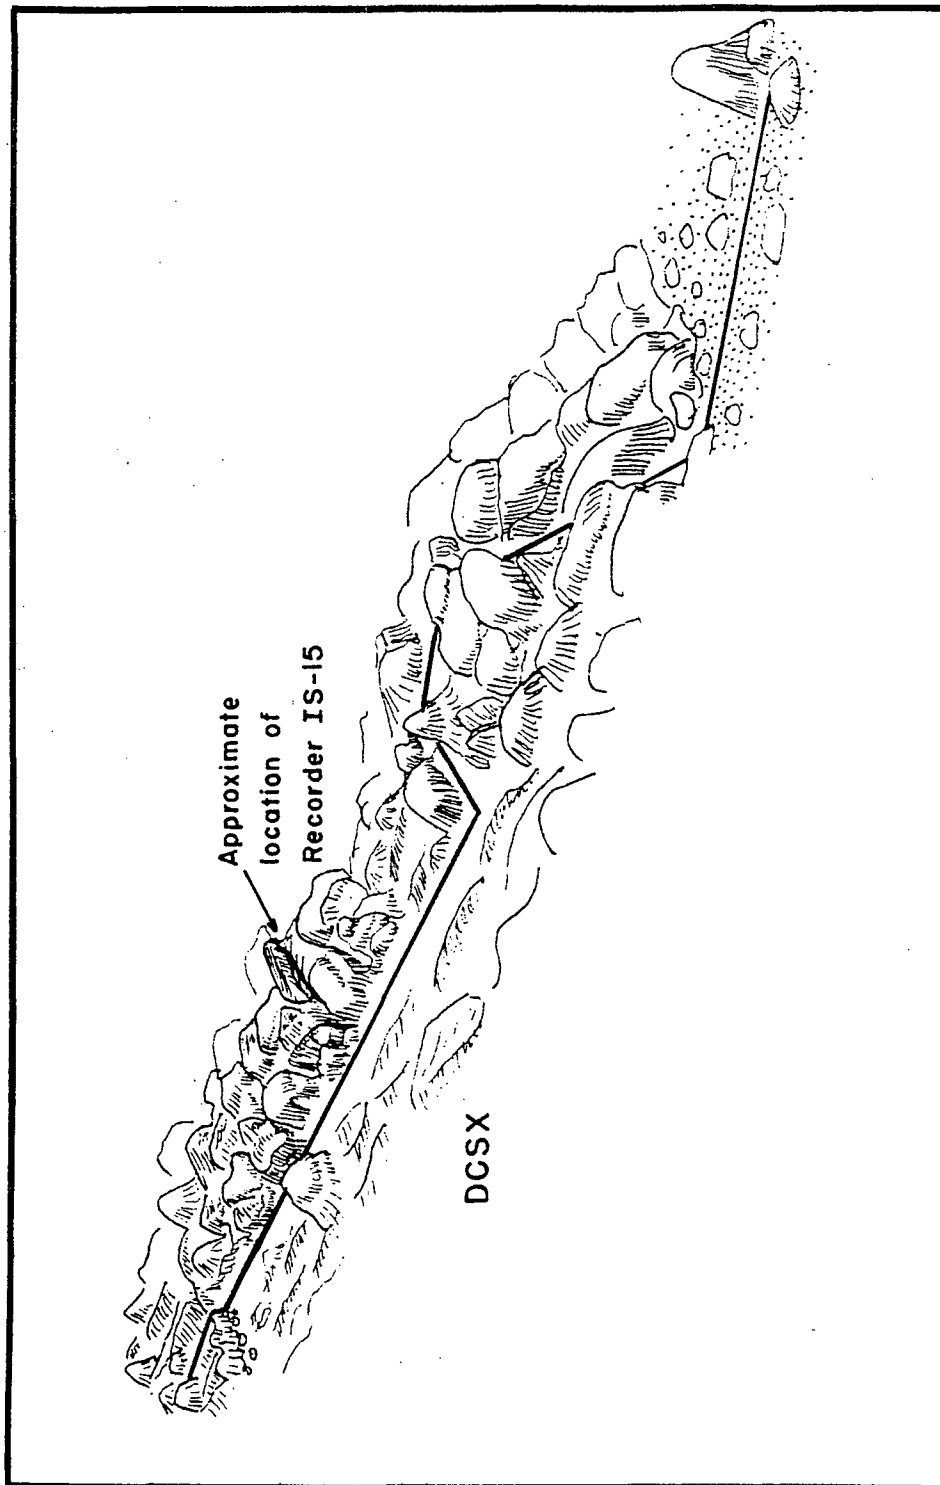 Approximate
location of
Recorder IS-15
DCSX